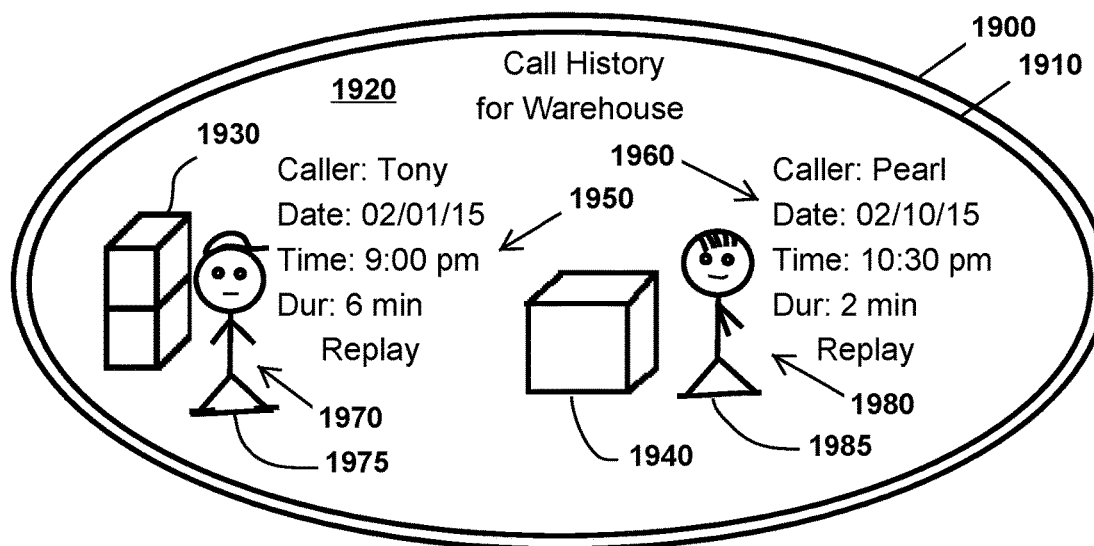 1900
1910
Call History
for Warehouse
1920
1930
Caller: Tony
Date: 02/01/15
Time: 9:00 pm
Dur: 6 min
Replay
1950
1960
Caller: Pearl
Date: 02/10/15
Time: 10:30 pm
Dur: 2 min
Replay
1970
1975
1940
1980
1985